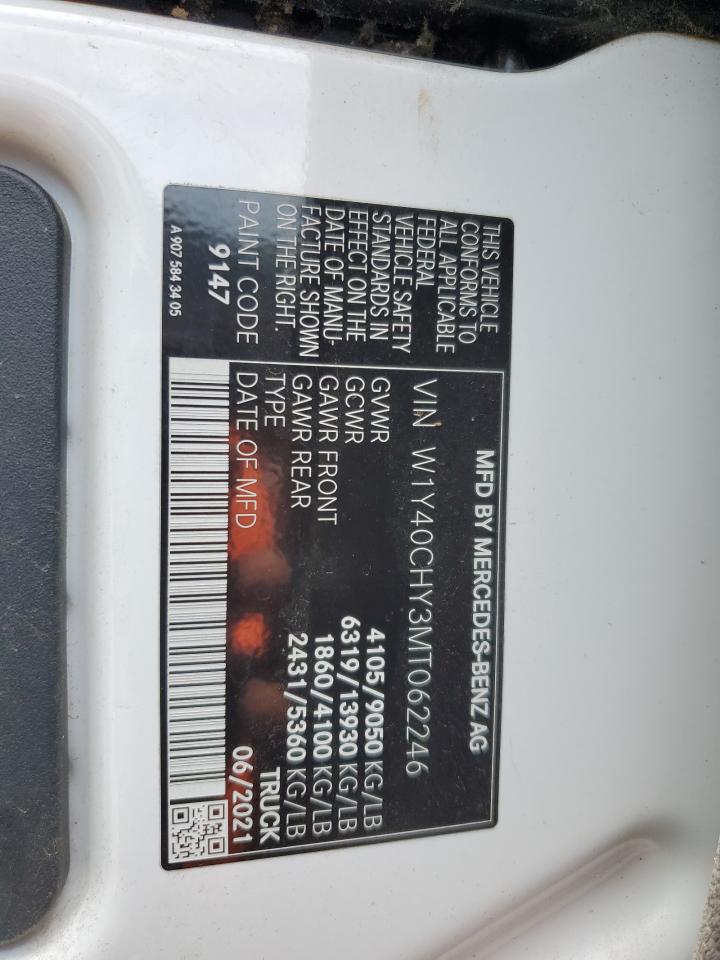 THIS VEHICLE
CONFORMS TO
ALL APPLICABLE
FEDERAL
VEHICLE SAFETY
STANDARDS IN
EFFECT ON THE
DATE OF MANU-
FACTURE SHOWN
ON THE RIGHT.
PAINT CODE
9147
A 907 584 34 05
MFD BY MERCEDES-BENZ AG
VIN W1Y40CHY3MT062246
GVWR 4105/9050 KG/LB
GCWR 6319/13930 KG/LB
GAWR FRONT 1860/4100 KG/LB
GAWR REAR 2431/5360 KG/LB
TYPE TRUCK
DATE OF MFD 06/2021